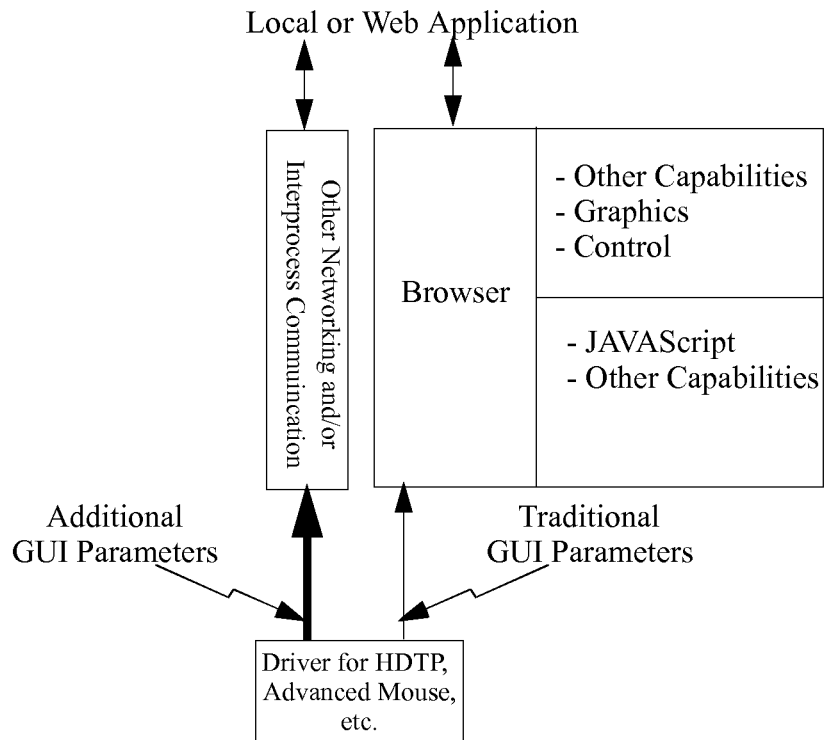 Local or Web Application
Other Networking and/or
Interprocess Commuincation
Browser
- Other Capabilities
- Graphics
- Control
- JAVAScript
- Other Capabilities
Additional
GUI Parameters
Traditional
GUI Parameters
Driver for HDTP,
Advanced Mouse,
etc.